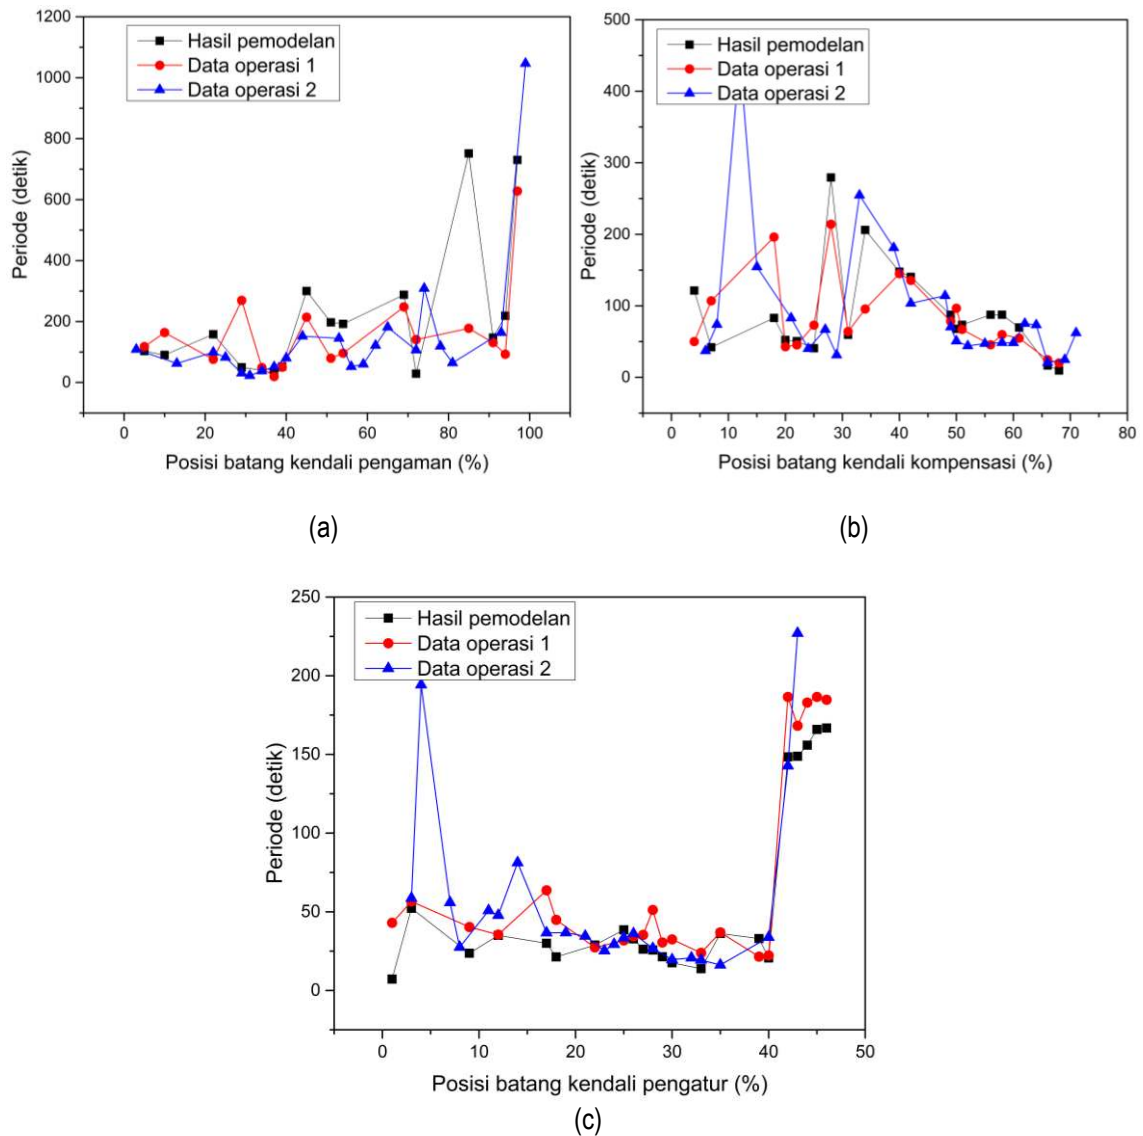 1200
1000
800
600
400
200
0
Periode (detik)
Hasil pemodelan
Data operasi 1
Data operasi 2
0 20 40 60 80 100
Posisi batang kendali pengaman (%)
(a)
500
400
300
200
100
0
Periode (detik)
Hasil pemodelan
Data operasi 1
Data operasi 2
0 10 20 30 40 50 60 70 80
Posisi batang kendali kompensasi (%)
(b)
250
200
150
100
50
0
Periode (detik)
Hasil pemodelan
Data operasi 1
Data operasi 2
0 10 20 30 40 50
Posisi batang kendali pengatur (%)
(c)